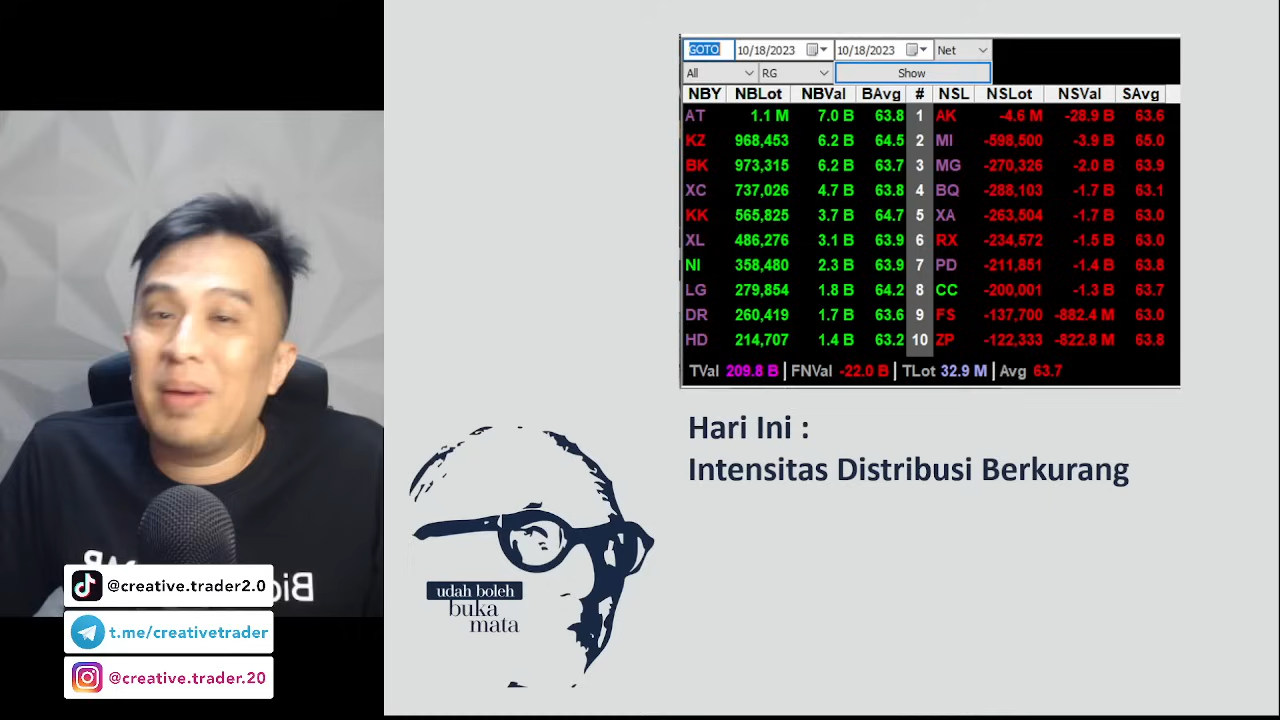 GOTO 10/18/2023 10/18/2023 Net
All RG Show
NBY NBLot NBVal BAvg # NSL NSLot NSVal SAvg
AT 1.1 M 7.0 B 63.8 1 AK -4.6 M -28.9 B 63.6
KZ 968,453 6.2 B 64.5 2 MI -598,500 -3.9 B 65.0
BK 973,315 6.2 B 63.7 3 MG -270,326 -2.0 B 63.9
XC 737,026 4.7 B 63.8 4 BQ -288,103 -1.7 B 63.1
KK 565,825 3.7 B 64.7 5 XA -263,504 -1.7 B 63.0
XL 486,276 3.1 B 63.9 6 RX -234,572 -1.5 B 63.0
NI 358,480 2.3 B 63.9 7 PD -211,851 -1.4 B 63.8
LG 279,854 1.8 B 64.2 8 CC -200,001 -1.3 B 63.7
DR 260,419 1.7 B 63.6 9 FS -137,700 -882.4 M 63.0
HD 214,707 1.4 B 63.2 10 ZP -122,333 -822.8 M 63.8
TVal 209.8 B | FNVal -22.0 B | TLot 32.9 M | Avg 63.7
Hari Ini :
Intensitas Distribusi Berkurang
udah boleh
buka
mata
@creative.trader2.0
t.me/creativetrader
@creative.trader.20